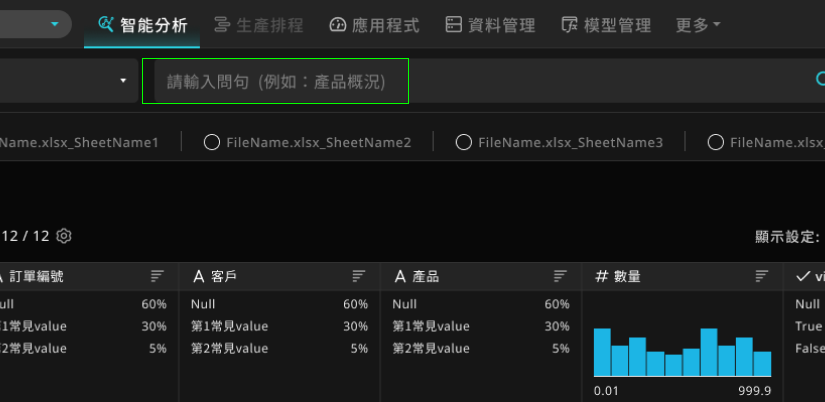 智能分析 生產排程 應用程式 資料管理 模型管理 更多
請輸入問句 (例如：產品概況)
Name.xlsx_SheetName1 FileName.xlsx_SheetName2 FileName.xlsx_SheetName3 FileName.xlsx_
12 / 12 顯示設定:
訂單編號 A 客戶 A 產品 # 數量 vi
ull 60% Null 60% Null 60% Null
第1常見value 30% 第1常見value 30% 第1常見value 30% True
第2常見value 5% 第2常見value 5% 第2常見value 5% False
0.01 999.9